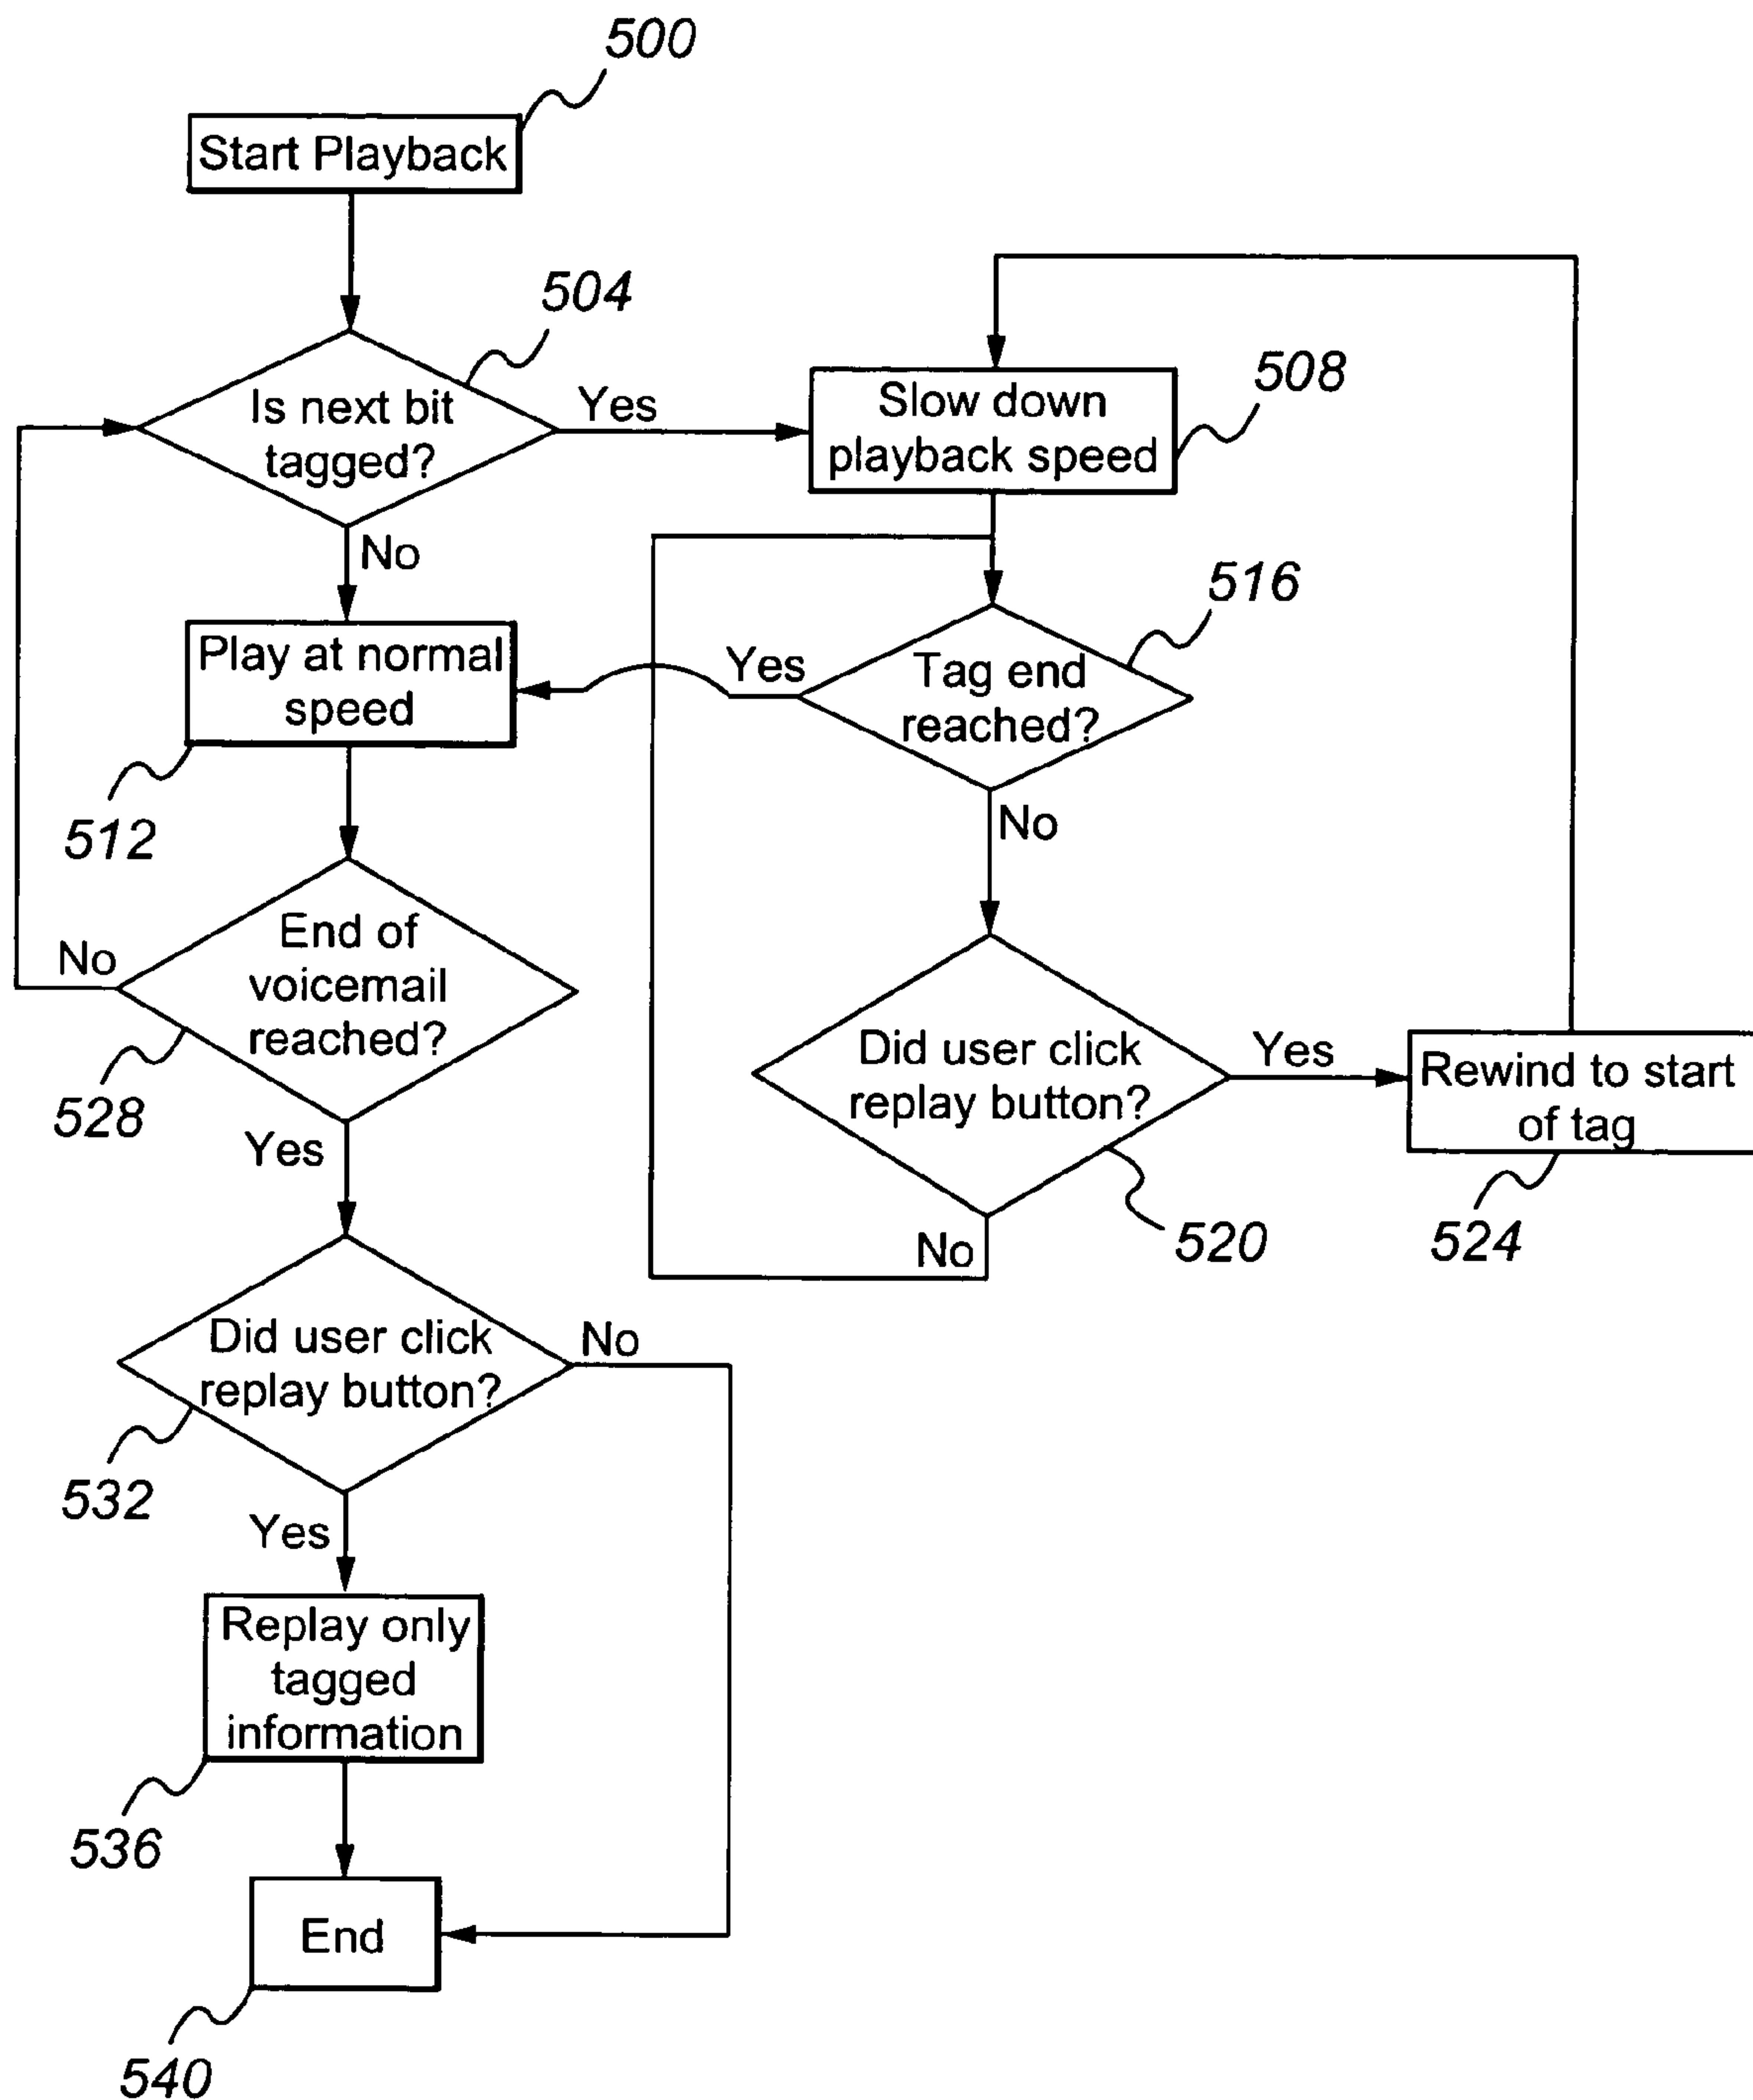 500
Start Playback
504
Is next bit
tagged?
Yes
508
Slow down
playback speed
No
Play at normal
speed
512
516
Tag end
reached?
Yes
No
End of
voicemail
reached?
No
528
Yes
Did user click
replay button?
Yes
520
No
Rewind to start
of tag
524
Did user click
replay button?
No
532
Yes
Replay only
tagged
information
536
End
540